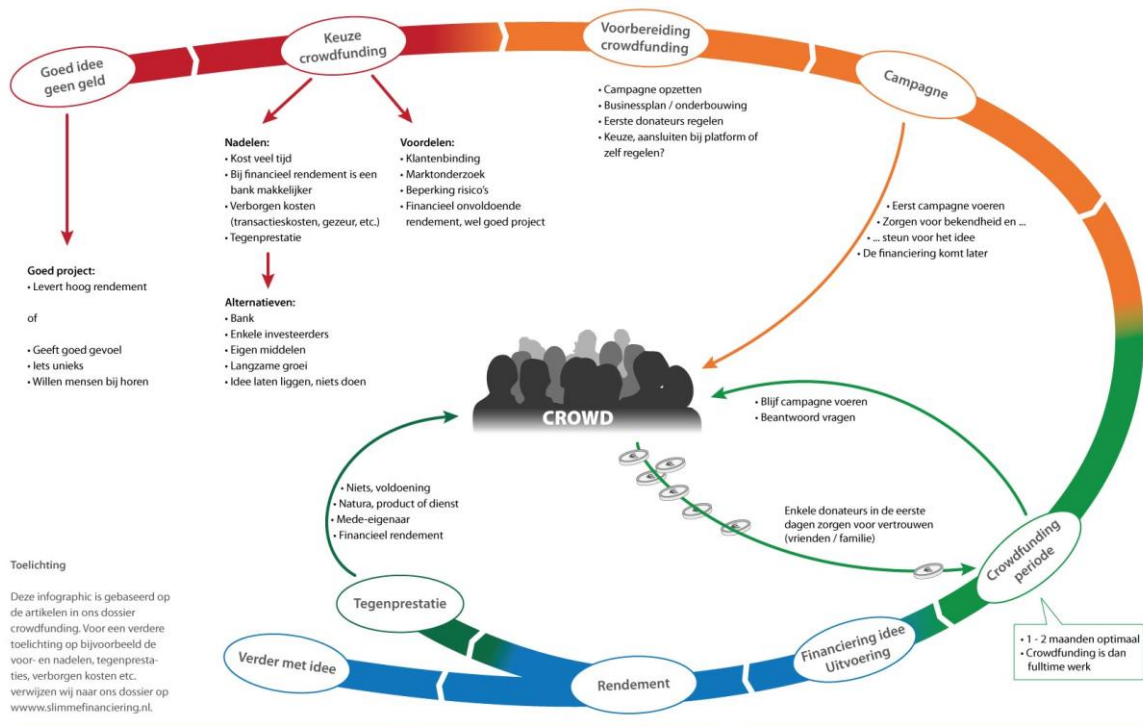 Goed idee
geen geld
Keuze
crowdfunding
Voorbereiding
crowdfunding
Campagne
• Campagne opzetten
• Businessplan / onderbouwing
• Eerste donateurs regelen
• Keuze, aansluiten bij platform of
zelf regelen?
Nadelen:
• Kost veel tijd
• Bij financieel rendement is een
bank makkelijker
• Verborgen kosten
(transactieskosten, gezeur, etc.)
• Tegenprestatie
Voordelen:
• Klantenbinding
• Marktonderzoek
• Beperking risico's
• Financieel onvoldoende
rendement, wel goed project
• Eerst campagne voeren
• Zorgen voor bekendheid en ...
• ... steun voor het idee
• De financiering komt later
Goed project:
• Levert hoog rendement
of
• Geeft goed gevoel
• Iets unieks
• Willen mensen bij horen
Alternatieven:
• Bank
• Enkele investeerders
• Eigen middelen
• Langzame groei
• Idee laten liggen, niets doen
CROWD
• Blijf campagne voeren
• Beantwoord vragen
• Niets, voldoening
• Natura, product of dienst
• Mede-eigenaar
• Financieel rendement
Enkele donateurs in de eerste
dagen zorgen voor vertrouwen
(vrienden / familie)
Crowdfunding
periode
• 1 - 2 maanden optimaal
• Crowdfunding is dan
fulltime werk
Financiering idee
Uitvoering
Rendement
Tegenprestatie
Verder met idee
Toelichting
Deze infographic is gebaseerd op
de artikelen in ons dossier
crowdfunding. Voor een verdere
toelichting op bijvoorbeeld de
voor- en nadelen, tegenpresta-
ties, verborgen kosten etc.
verwijzen wij naar ons dossier op
wwww.slimmefinanciering.nl.